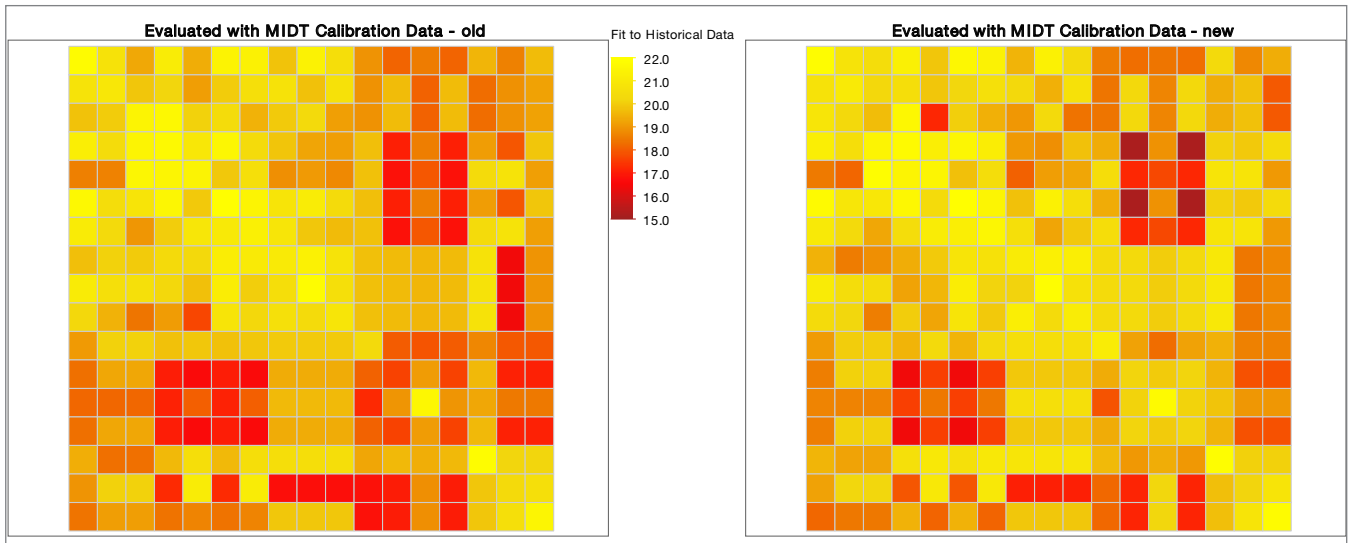 Evaluated with MIDT Calibration Data - old
Fit to Historical Data
22.0
21.0
20.0
19.0
18.0
17.0
16.0
15.0
Evaluated with MIDT Calibration Data - new